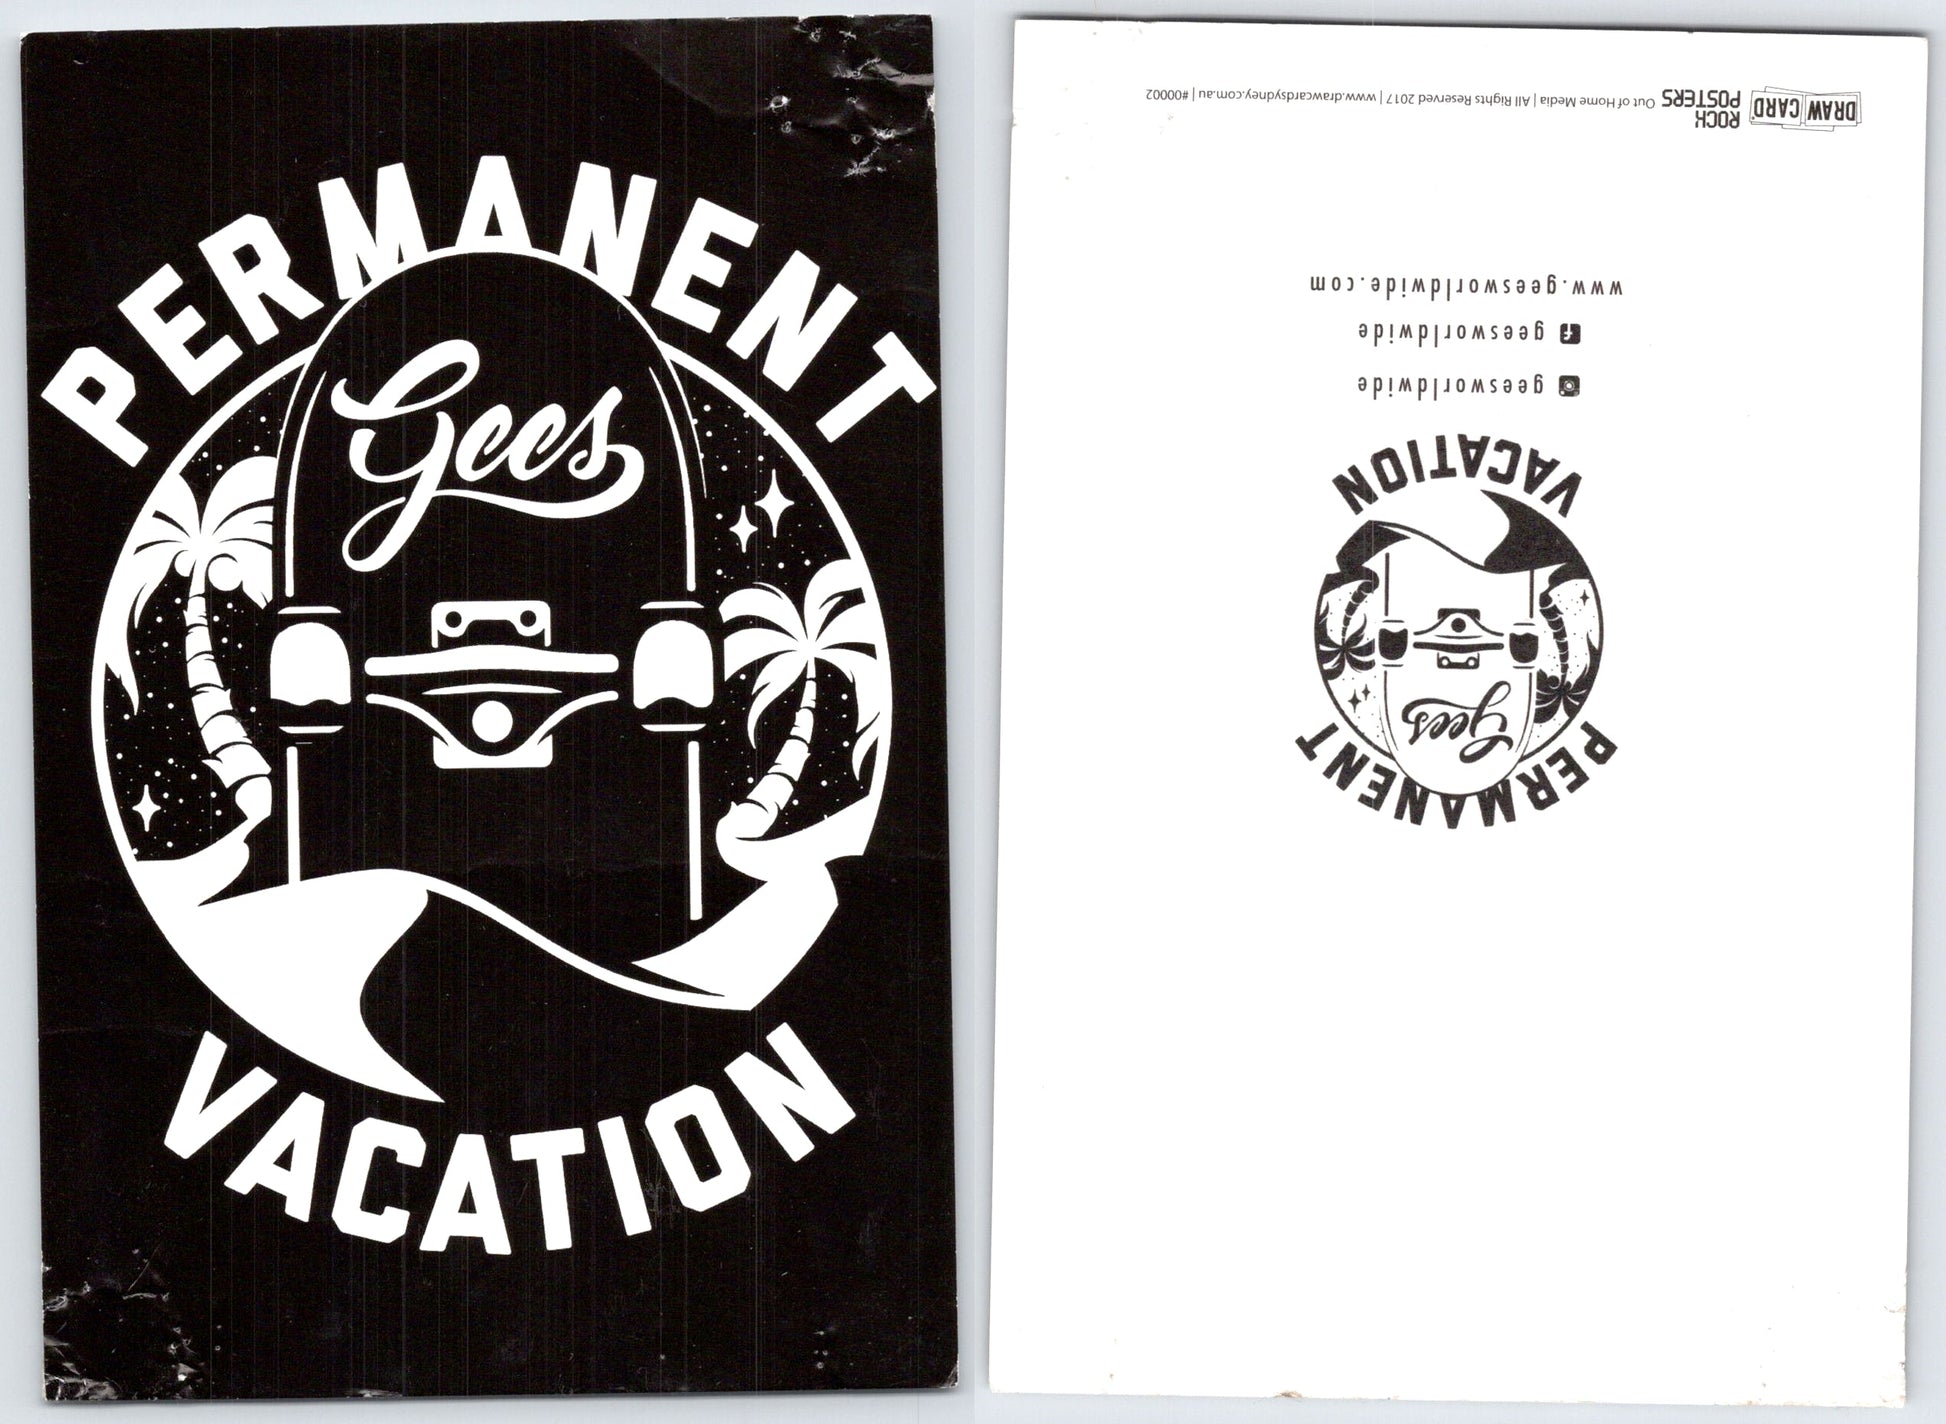 PERMANENT
Gees
VACATION
DRAW CARD
ROCK
POSTERS
Out of Home Media | All Rights Reserved 2017 | www.drawcardsydney.com.au | #00002
www.geesworldwide.com
geesworldwide
geesworldwide
VACATION
Gees
PERMANENT